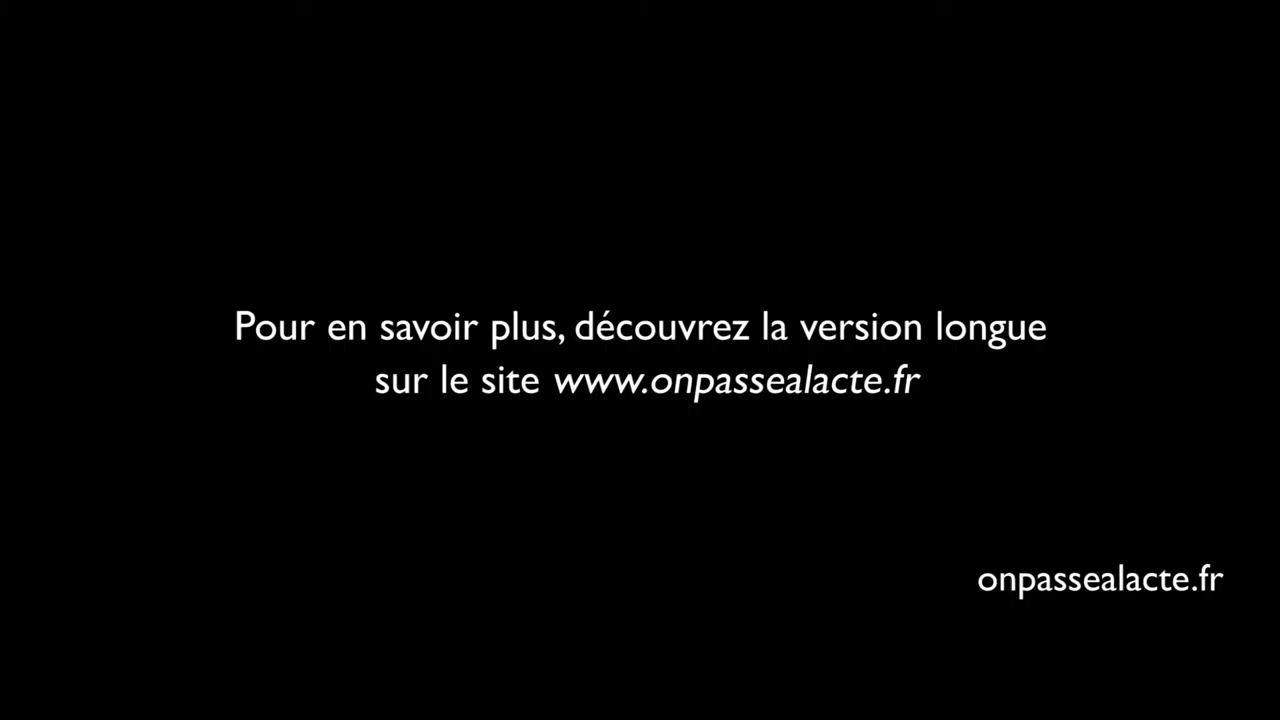 Pour en savoir plus, découvrez la version longue
sur le site www.onpassealacte.fr
onpassealacte.fr